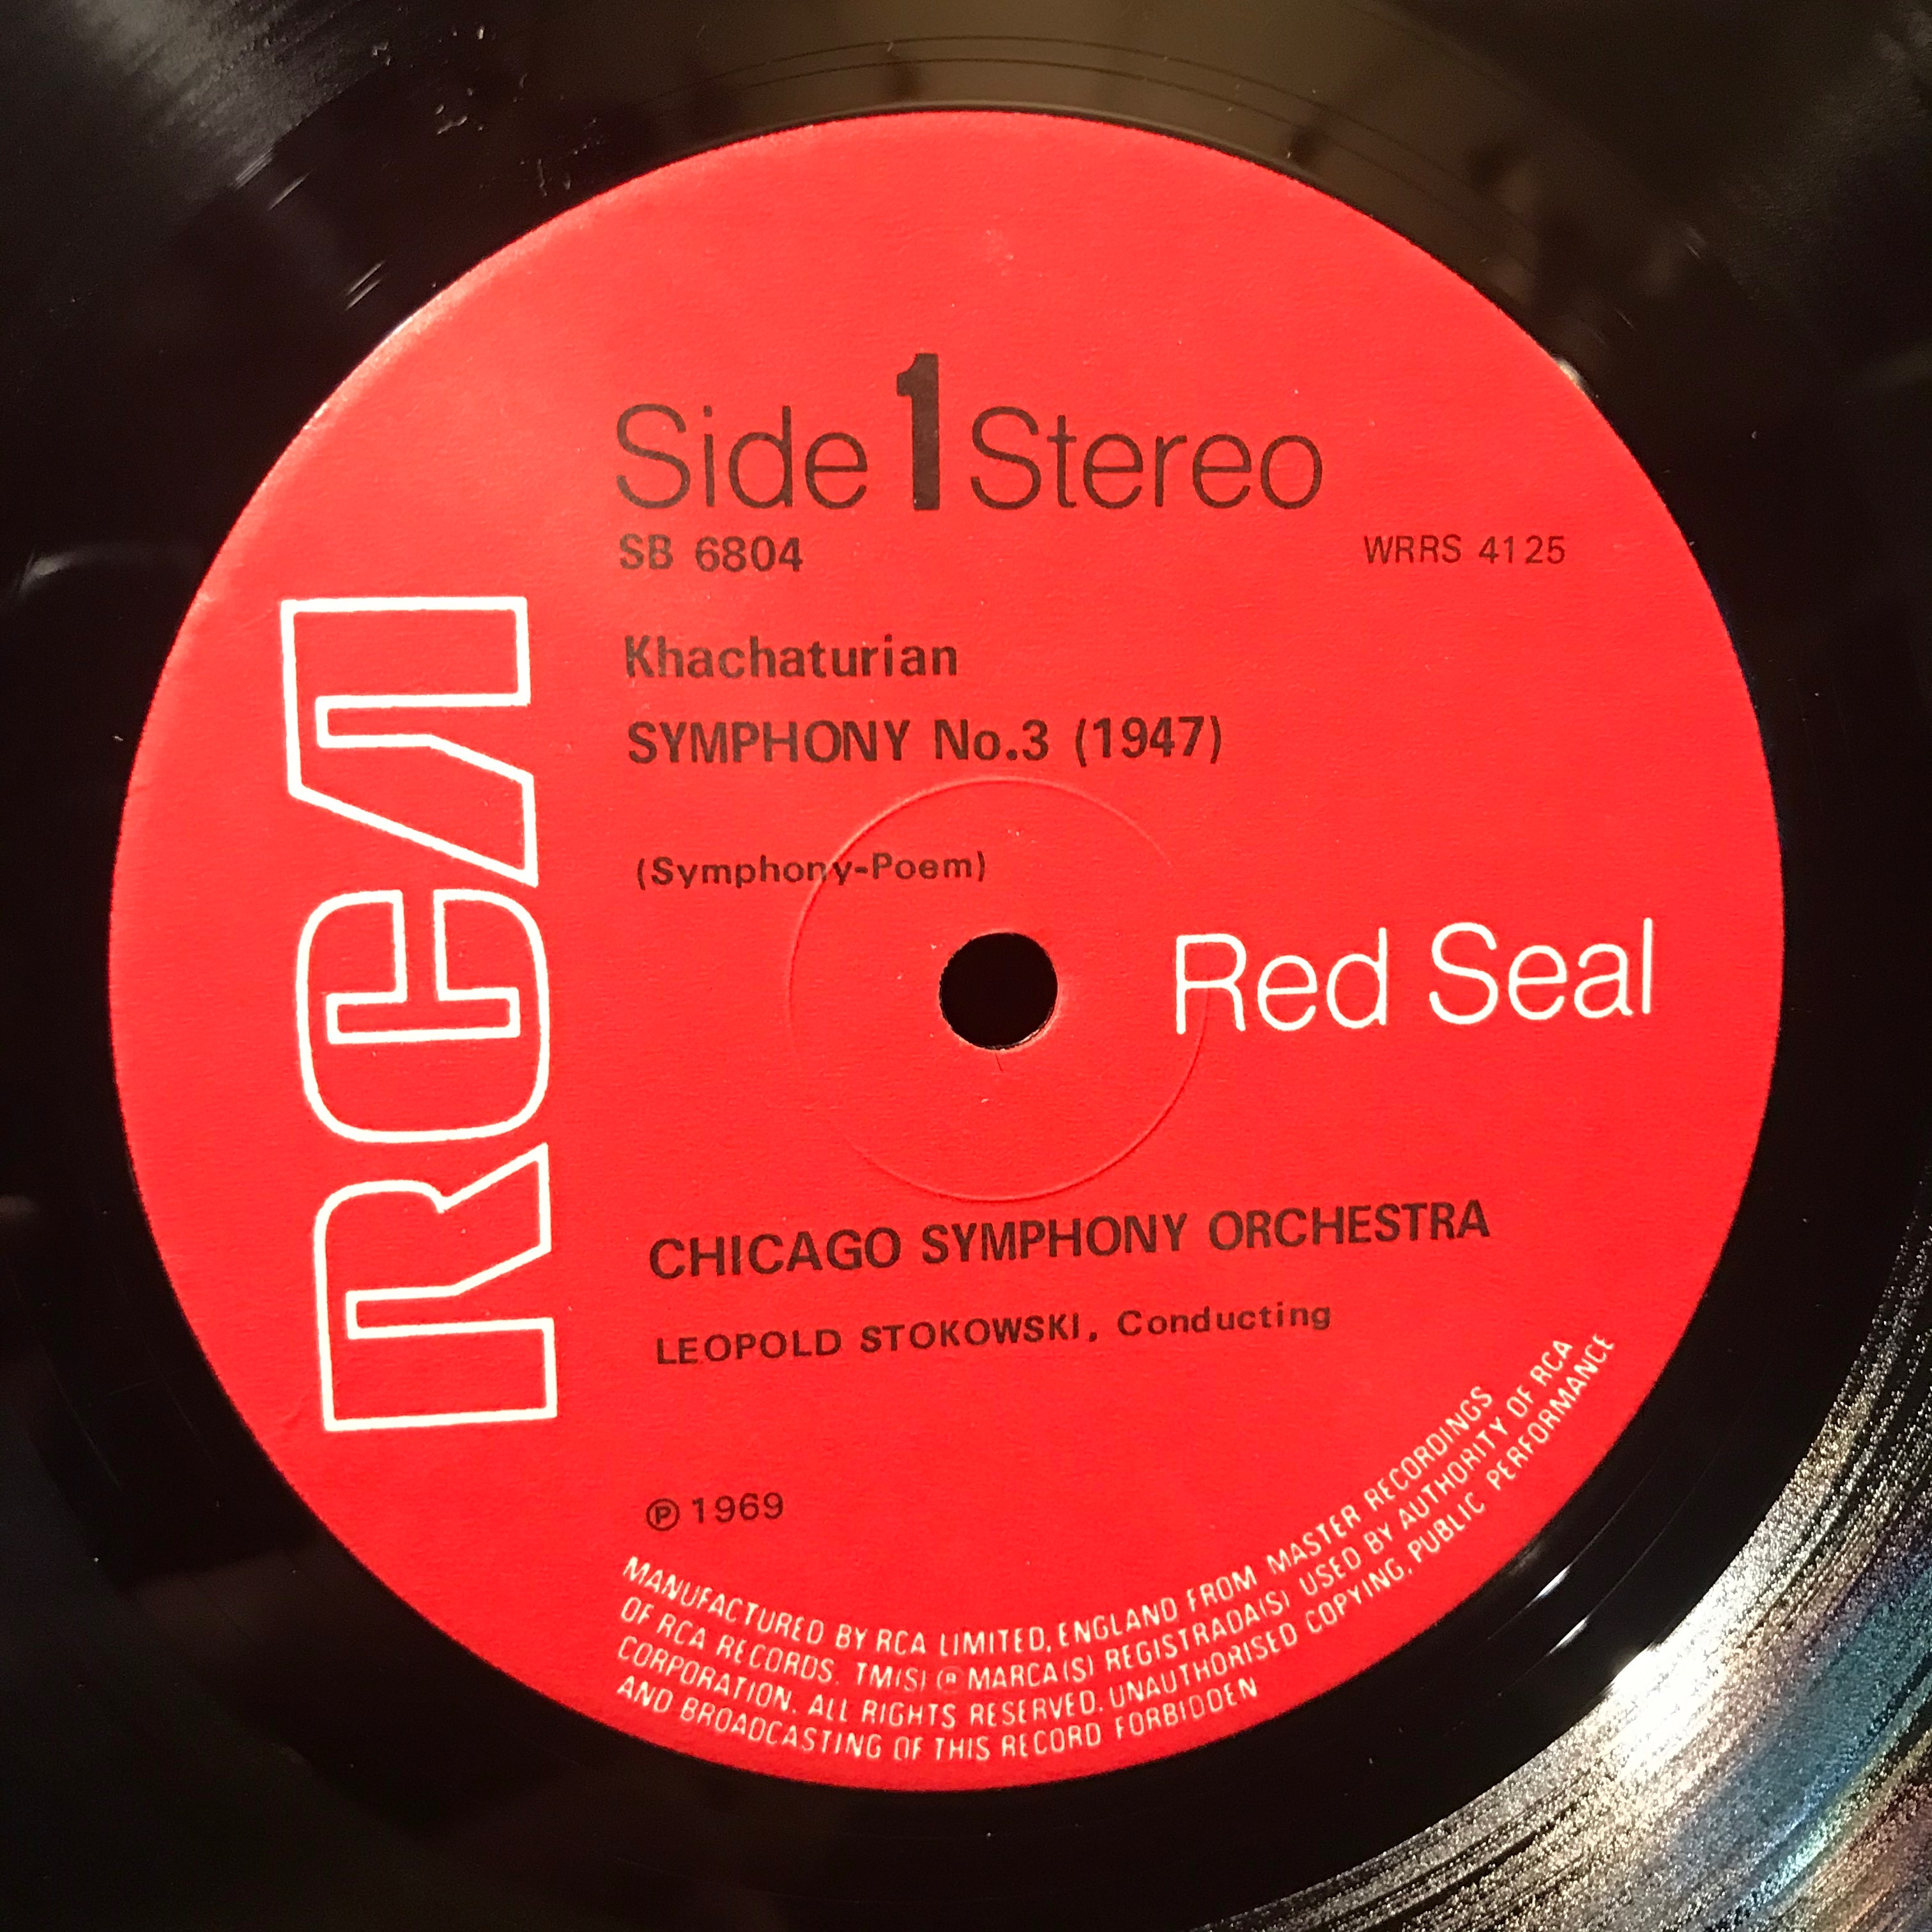 Side 1 Stereo
SB 6804 WRRS 4125
Khachaturian
SYMPHONY No.3 (1947)
(Symphony-Poem)
RCA
Red Seal
CHICAGO SYMPHONY ORCHESTRA
LEOPOLD STOKOWSKI, Conducting
℗ 1969
MANUFACTURED BY RCA LIMITED, ENGLAND FROM MASTER RECORDINGS
OF RCA RECORDS. TM(S) ® MARCA(S) REGISTRADA(S) USED BY AUTHORITY OF RCA
CORPORATION. ALL RIGHTS RESERVED. UNAUTHORISED COPYING, PUBLIC PERFORMANCE
AND BROADCASTING OF THIS RECORD FORBIDDEN